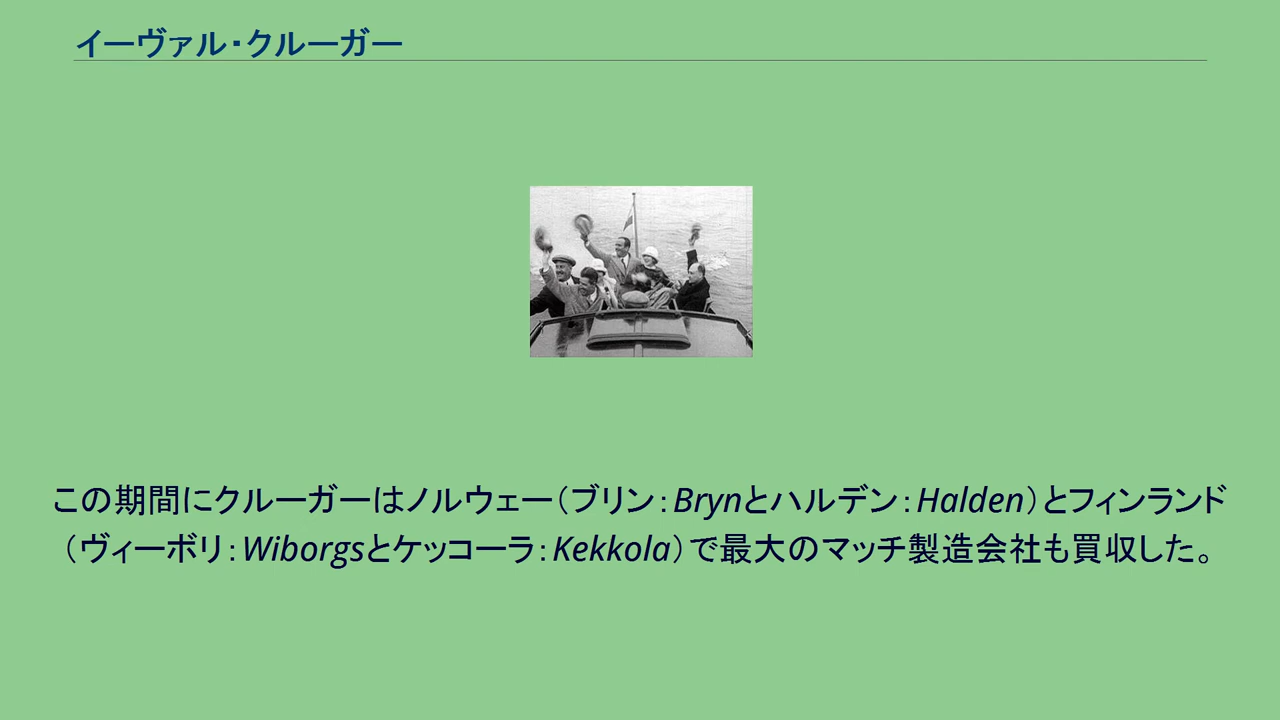 イーヴァル・クルーガー
この期間にクルーガーはノルウェー（ブリン：Brynとハルデン：Halden）とフィンランド
（ヴィーボリ：Wiborgsとケッコーラ：Kekkola）で最大のマッチ製造会社も買収した。